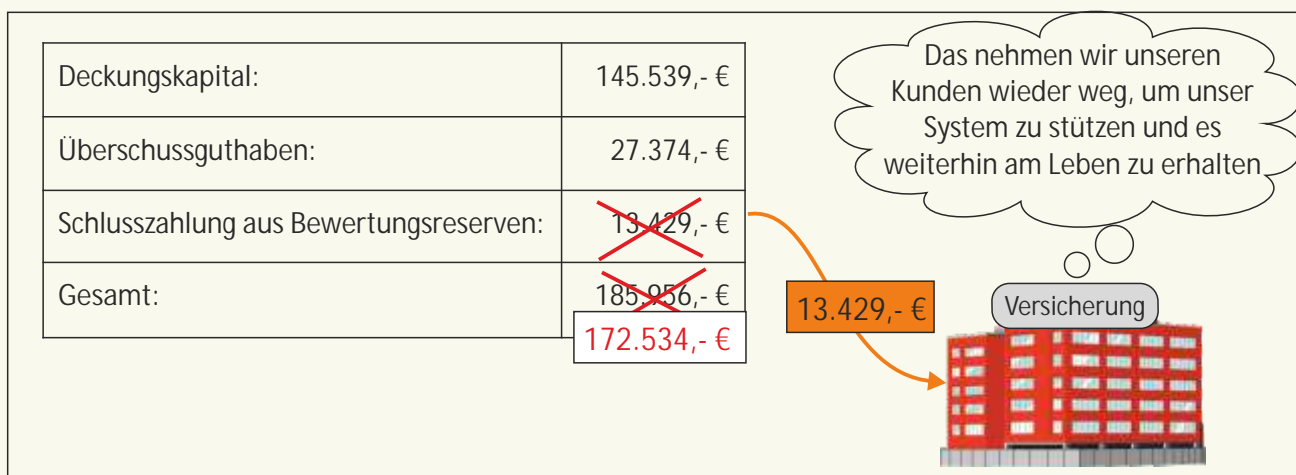 Deckungskapital: 145.539,- €
Überschussguthaben: 27.374,- €
Schlusszahlung aus Bewertungsreserven: 13.429,- €
Gesamt: 185.956,- €
172.534,- €
13.429,- €
Das nehmen wir unseren
Kunden wieder weg, um unser
System zu stützen und es
weiterhin am Leben zu erhalten
Versicherung